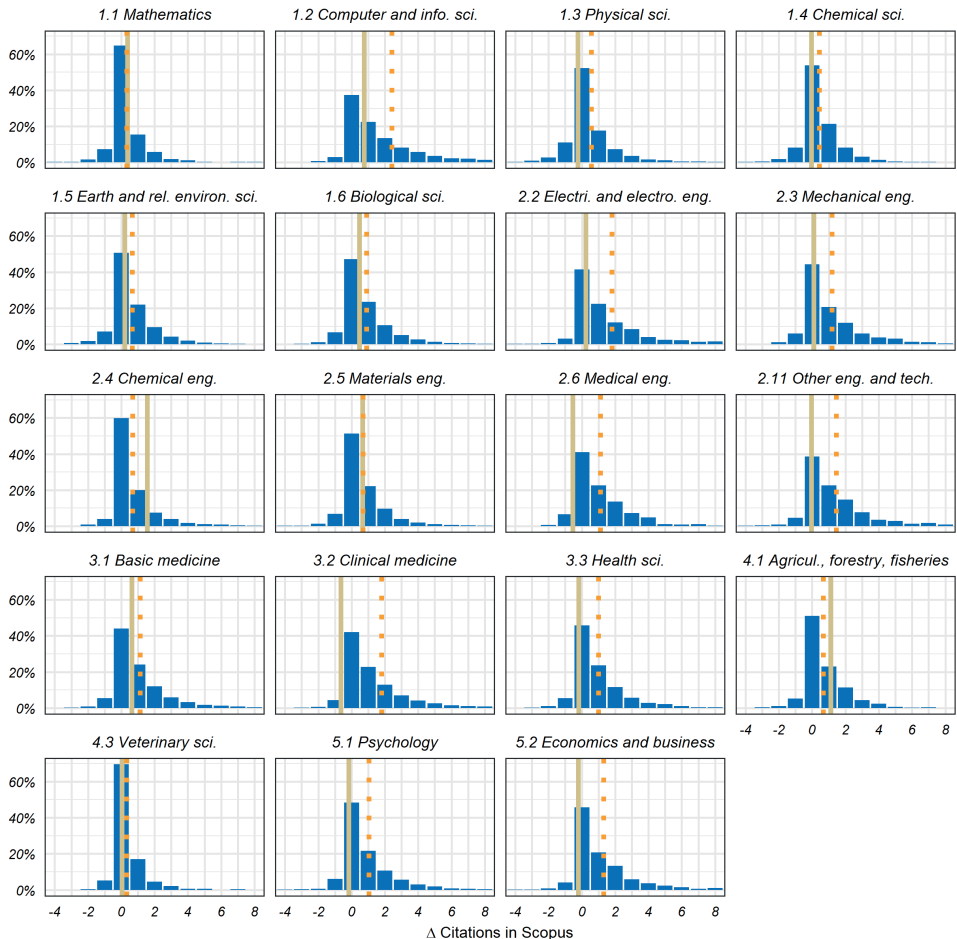 1.1 Mathematics
1.2 Computer and info. sci.
1.3 Physical sci.
1.4 Chemical sci.
60%
40%
20%
0%
1.5 Earth and rel. environ. sci.
1.6 Biological sci.
2.2 Electri. and electro. eng.
2.3 Mechanical eng.
60%
40%
20%
0%
2.4 Chemical eng.
2.5 Materials eng.
2.6 Medical eng.
2.11 Other eng. and tech.
60%
40%
20%
0%
3.1 Basic medicine
3.2 Clinical medicine
3.3 Health sci.
4.1 Agricul., forestry, fisheries
60%
40%
20%
0%
-4 -2 0 2 4 6 8
4.3 Veterinary sci.
5.1 Psychology
5.2 Economics and business
60%
40%
20%
0%
-4 -2 0 2 4 6 8
-4 -2 0 2 4 6 8
-4 -2 0 2 4 6 8
Δ Citations in Scopus